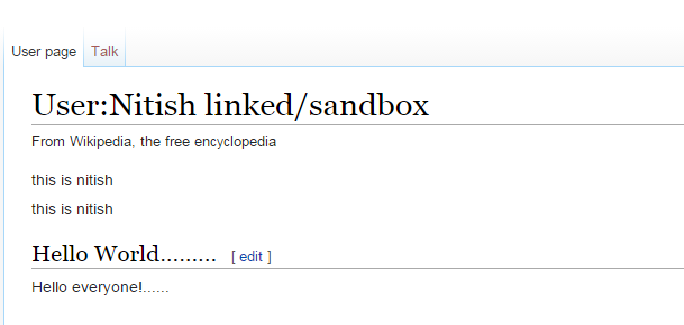 User page Talk
User:Nitish linked/sandbox
From Wikipedia, the free encyclopedia
this is nitish
this is nitish
Hello World......... [ edit ]
Hello everyone!......